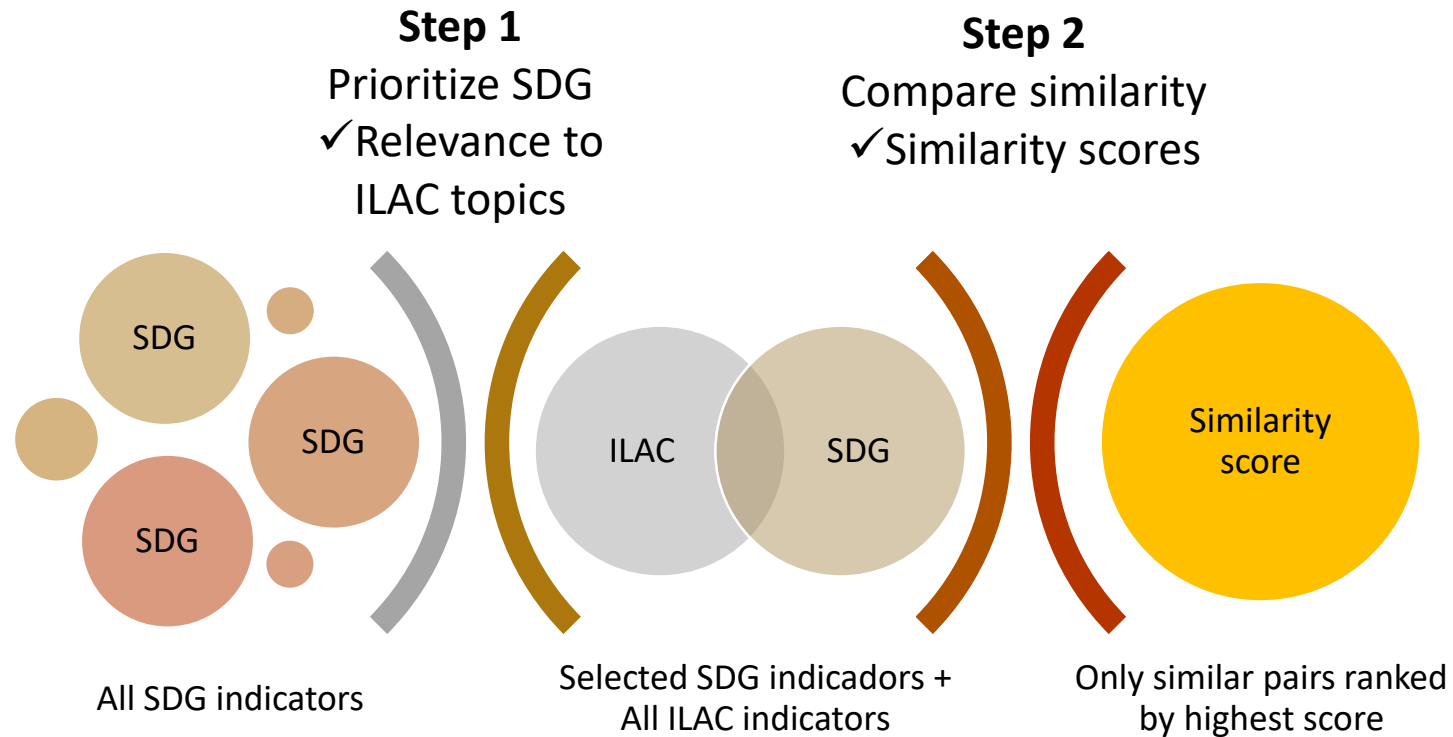 Step 1
Prioritize SDG
✓Relevance to
ILAC topics
Step 2
Compare similarity
✓Similarity scores
SDG
SDG
SDG
ILAC
SDG
Similarity
score
All SDG indicators
Selected SDG indicadors +
All ILAC indicators
Only similar pairs ranked
by highest score